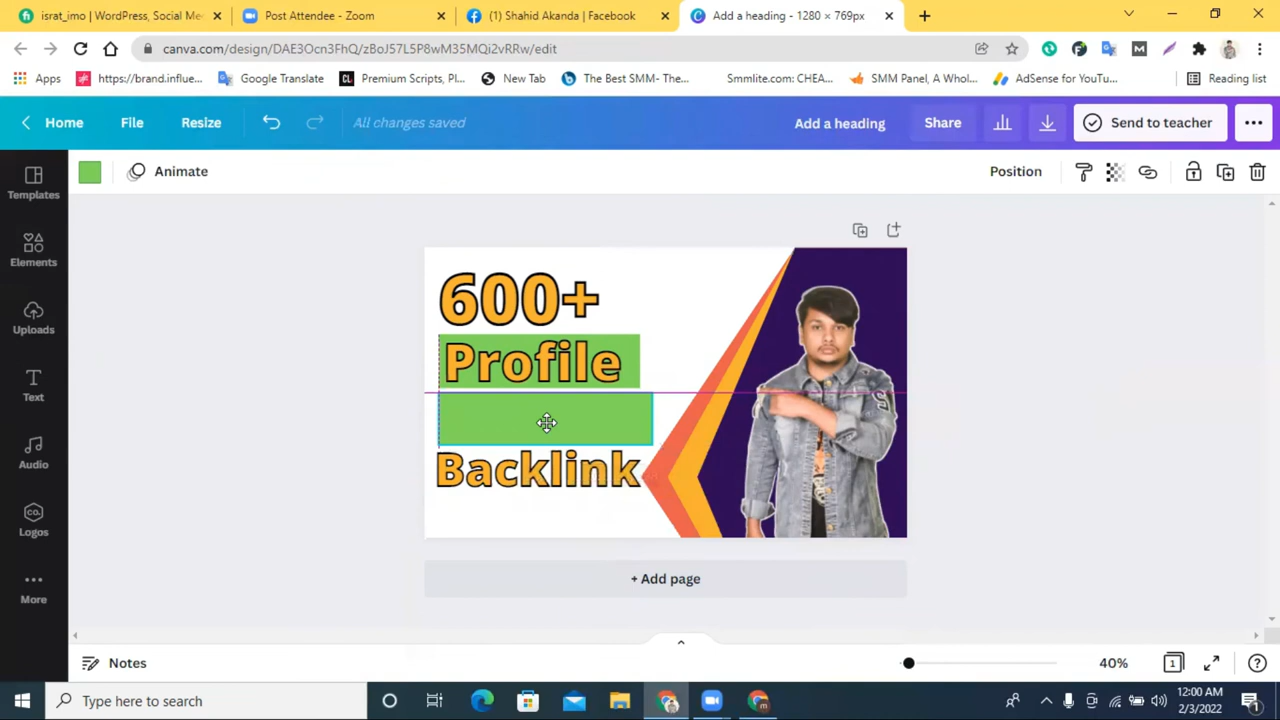 israt_imo | WordPress, Social Me
Post Attendee - Zoom
(1) Shahid Akanda | Facebook
Add a heading - 1280 × 769px
canva.com/design/DAE3Ocn3FhQ/zBoJ57L5P8wM35MQi2vRRw/edit
Apps
https://brand.influe...
Google Translate
Premium Scripts, Pl...
New Tab
The Best SMM- The...
Smmlite.com: CHEA...
SMM Panel, A Whol...
AdSense for YouTu...
Reading list
Home
File
Resize
All changes saved
Add a heading
Share
Send to teacher
Animate
Position
Templates
Elements
Uploads
Text
Audio
Logos
More
600+
Profile
Backlink
+ Add page
Notes
40%
1
Type here to search
12:00 AM
2/3/2022